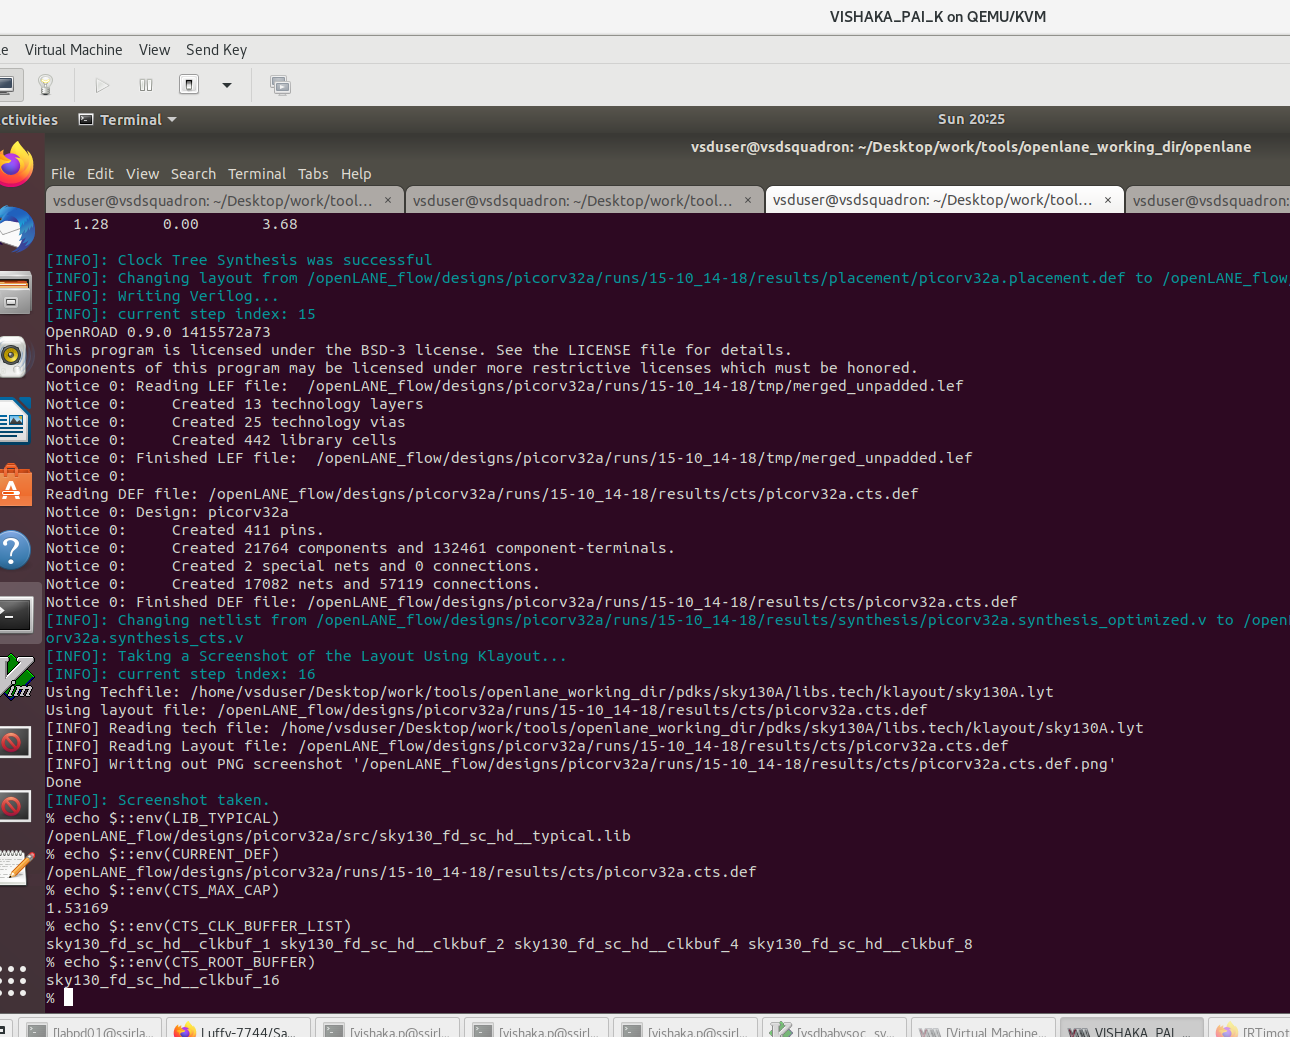 VISHAKA_PAI_K on QEMU/KVM
Virtual Machine View Send Key
ctivities Terminal Sun 20:25
vsduser@vsdsquadron: ~/Desktop/work/tools/openlane_working_dir/openlane
File Edit View Search Terminal Tabs Help
vsduser@vsdsquadron: ~/Desktop/work/tool... × vsduser@vsdsquadron: ~/Desktop/work/tool... × vsduser@vsdsquadron: ~/Desktop/work/tool... × vsduser@vsdsquadron:
1.28 0.00 3.68
[INFO]: Clock Tree Synthesis was successful
[INFO]: Changing layout from /openLANE_flow/designs/picorv32a/runs/15-10_14-18/results/placement/picorv32a.placement.def to /openLANE_flow/
[INFO]: Writing Verilog...
[INFO]: current step index: 15
OpenROAD 0.9.0 1415572a73
This program is licensed under the BSD-3 license. See the LICENSE file for details.
Components of this program may be licensed under more restrictive licenses which must be honored.
Notice 0: Reading LEF file:  /openLANE_flow/designs/picorv32a/runs/15-10_14-18/tmp/merged_unpadded.lef
Notice 0:     Created 13 technology layers
Notice 0:     Created 25 technology vias
Notice 0:     Created 442 library cells
Notice 0: Finished LEF file:  /openLANE_flow/designs/picorv32a/runs/15-10_14-18/tmp/merged_unpadded.lef
Notice 0:
Reading DEF file: /openLANE_flow/designs/picorv32a/runs/15-10_14-18/results/cts/picorv32a.cts.def
Notice 0: Design: picorv32a
Notice 0:     Created 411 pins.
Notice 0:     Created 21764 components and 132461 component-terminals.
Notice 0:     Created 2 special nets and 0 connections.
Notice 0:     Created 17082 nets and 57119 connections.
Notice 0: Finished DEF file: /openLANE_flow/designs/picorv32a/runs/15-10_14-18/results/cts/picorv32a.cts.def
[INFO]: Changing netlist from /openLANE_flow/designs/picorv32a/runs/15-10_14-18/results/synthesis/picorv32a.synthesis_optimized.v to /open
orv32a.synthesis_cts.v
[INFO]: Taking a Screenshot of the Layout Using Klayout...
[INFO]: current step index: 16
Using Techfile: /home/vsduser/Desktop/work/tools/openlane_working_dir/pdks/sky130A/libs.tech/klayout/sky130A.lyt
Using layout file: /openLANE_flow/designs/picorv32a/runs/15-10_14-18/results/cts/picorv32a.cts.def
[INFO] Reading tech file: /home/vsduser/Desktop/work/tools/openlane_working_dir/pdks/sky130A/libs.tech/klayout/sky130A.lyt
[INFO] Reading Layout file: /openLANE_flow/designs/picorv32a/runs/15-10_14-18/results/cts/picorv32a.cts.def
[INFO] Writing out PNG screenshot '/openLANE_flow/designs/picorv32a/runs/15-10_14-18/results/cts/picorv32a.cts.def.png'
Done
[INFO]: Screenshot taken.
% echo $::env(LIB_TYPICAL)
/openLANE_flow/designs/picorv32a/src/sky130_fd_sc_hd__typical.lib
% echo $::env(CURRENT_DEF)
/openLANE_flow/designs/picorv32a/runs/15-10_14-18/results/cts/picorv32a.cts.def
% echo $::env(CTS_MAX_CAP)
1.53169
% echo $::env(CTS_CLK_BUFFER_LIST)
sky130_fd_sc_hd__clkbuf_1 sky130_fd_sc_hd__clkbuf_2 sky130_fd_sc_hd__clkbuf_4 sky130_fd_sc_hd__clkbuf_8
% echo $::env(CTS_ROOT_BUFFER)
sky130_fd_sc_hd__clkbuf_16
%
[labpd01@ssirla... Luffy-7744/Sa... [vishaka.p@ssirl... [vishaka.p@ssirl... [vishaka.p@ssirl... [vsdbabysoc_sy... [Virtual Machine... VISHAKA_PAI_... [RTimot